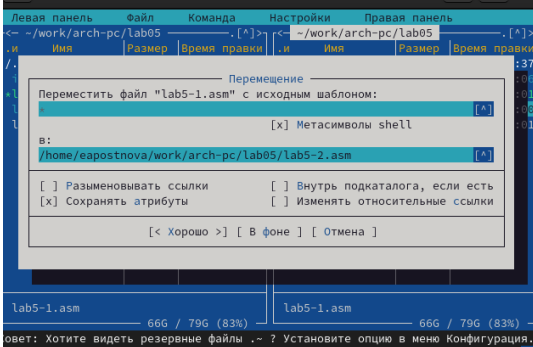 Левая панель Файл Команда Настройки Правая панель
<— ~/work/arch-pc/lab05 .[^]> <— ~/work/arch-pc/lab05 .[^]>
.и Имя Размер Время правки .и Имя Размер Время правки
/. :37
Перемещение
Переместить файл "lab5-1.asm" с исходным шаблоном:
* [^]
[x] Метасимволы shell
в:
/home/eapostnova/work/arch-pc/lab05/lab5-2.asm [^]
[ ] Разыменовывать ссылки [ ] Внутрь подкаталога, если есть
[x] Сохранять атрибуты [ ] Изменять относительные ссылки
[< Хорошо >] [ В фоне ] [ Отмена ]
lab5-1.asm lab5-1.asm
66G / 79G (83%) 66G / 79G (83%)
Совет: Хотите видеть резервные файлы .~ ? Установите опцию в меню Конфигурация.